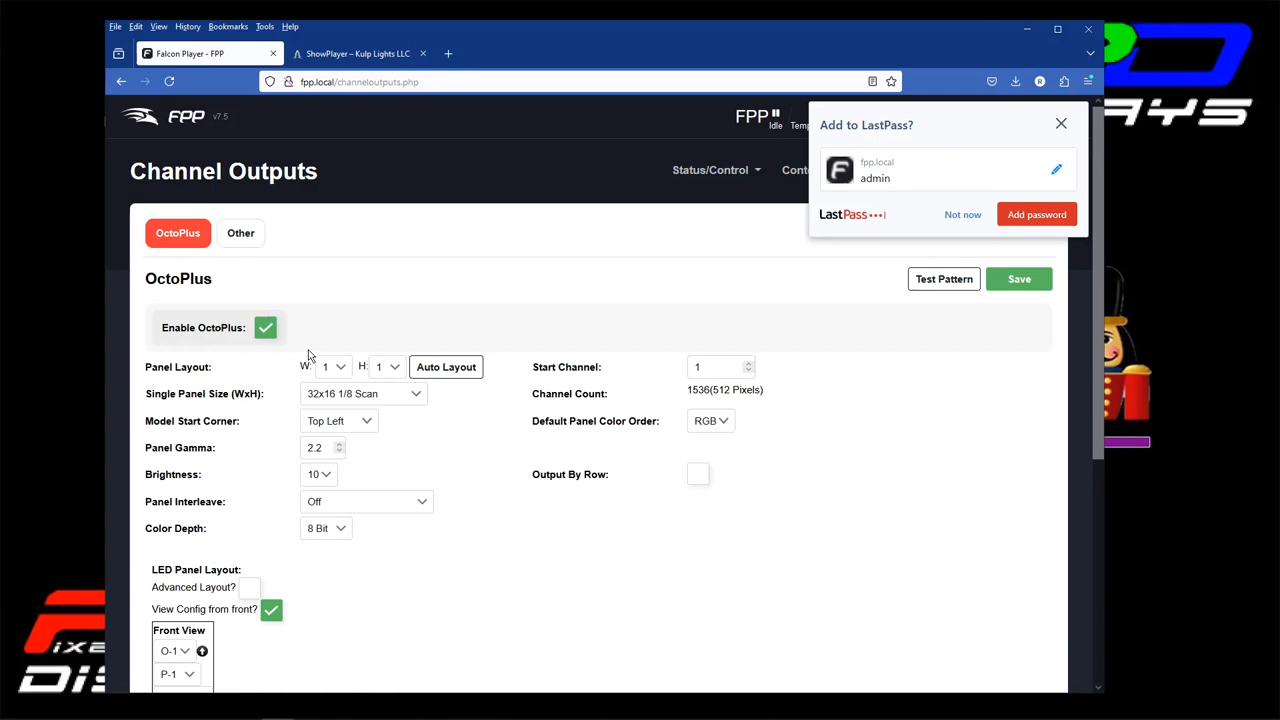 File Edit View History Bookmarks Tools Help
Falcon Player - FPP
ShowPlayer – Kulp Lights LLC
fpp.local/channeloutputs.php
FPP v7.5
FPP
Idle
Temp
Add to LastPass?
fpp.local
admin
LastPass
Not now
Add password
Channel Outputs
Status/Control
Conte
OctoPlus
Other
OctoPlus
Test Pattern
Save
Enable OctoPlus:
Panel Layout:
W: 1 H: 1 Auto Layout
Start Channel:
1
Single Panel Size (WxH):
32x16 1/8 Scan
Channel Count:
1536(512 Pixels)
Model Start Corner:
Top Left
Default Panel Color Order:
RGB
Panel Gamma:
2.2
Brightness:
10
Output By Row:
Panel Interleave:
Off
Color Depth:
8 Bit
LED Panel Layout:
Advanced Layout?
View Config from front?
Front View
O-1
P-1